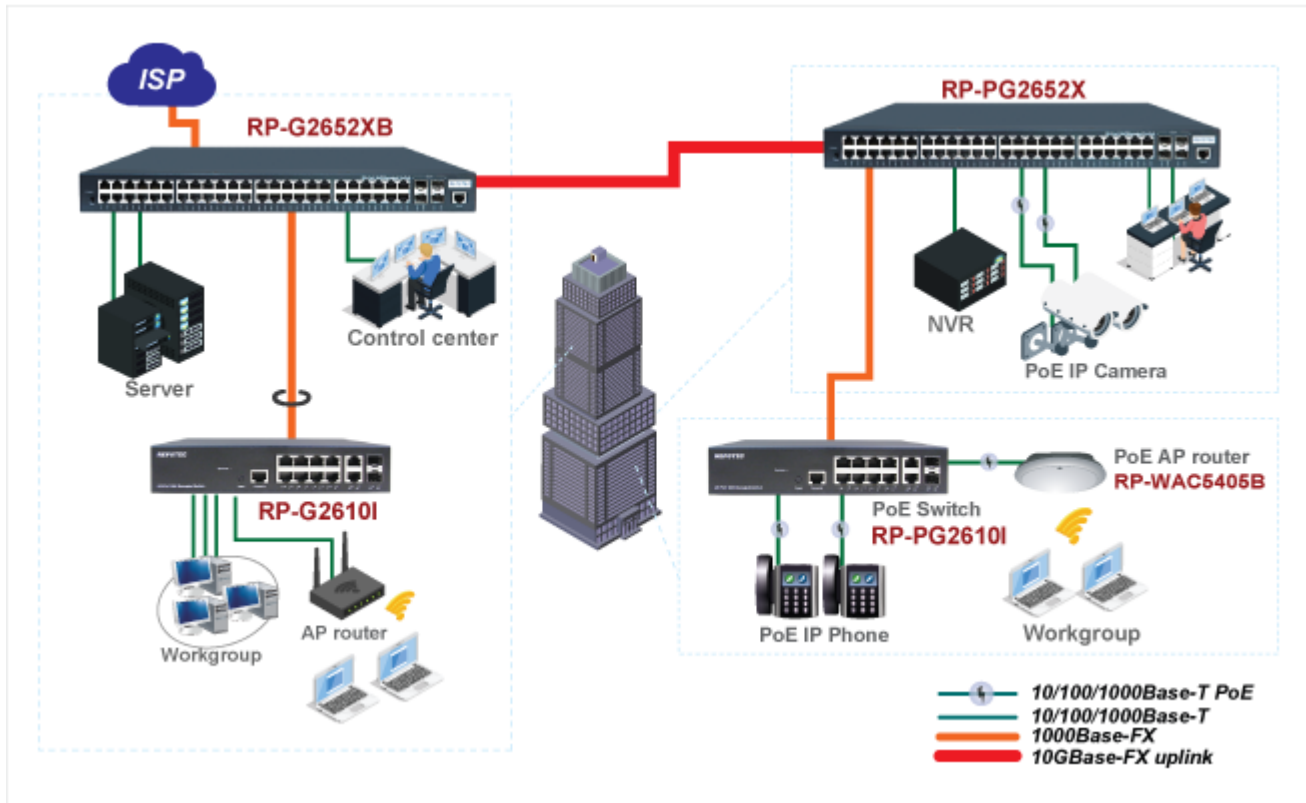 ISP
RP-G2652XB
RP-PG2652X
Server
Control center
NVR
PoE IP Camera
REPOTEC
RP-G2610I
Workgroup
AP router
REPOTEC
PoE Switch
RP-PG2610I
PoE AP router
RP-WAC5405B
PoE IP Phone
Workgroup
10/100/1000Base-T PoE
10/100/1000Base-T
1000Base-FX
10GBase-FX uplink